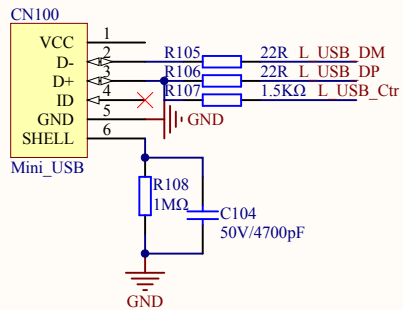 CN100
VCC 1
D- 2 R105 22R L_USB_DM
D+ 3 R106 22R L_USB_DP
ID 4 R107 1.5KΩ L_USB_Ctr
GND 5 GND
SHELL 6
Mini_USB
R108
1MΩ
C104
50V/4700pF
GND